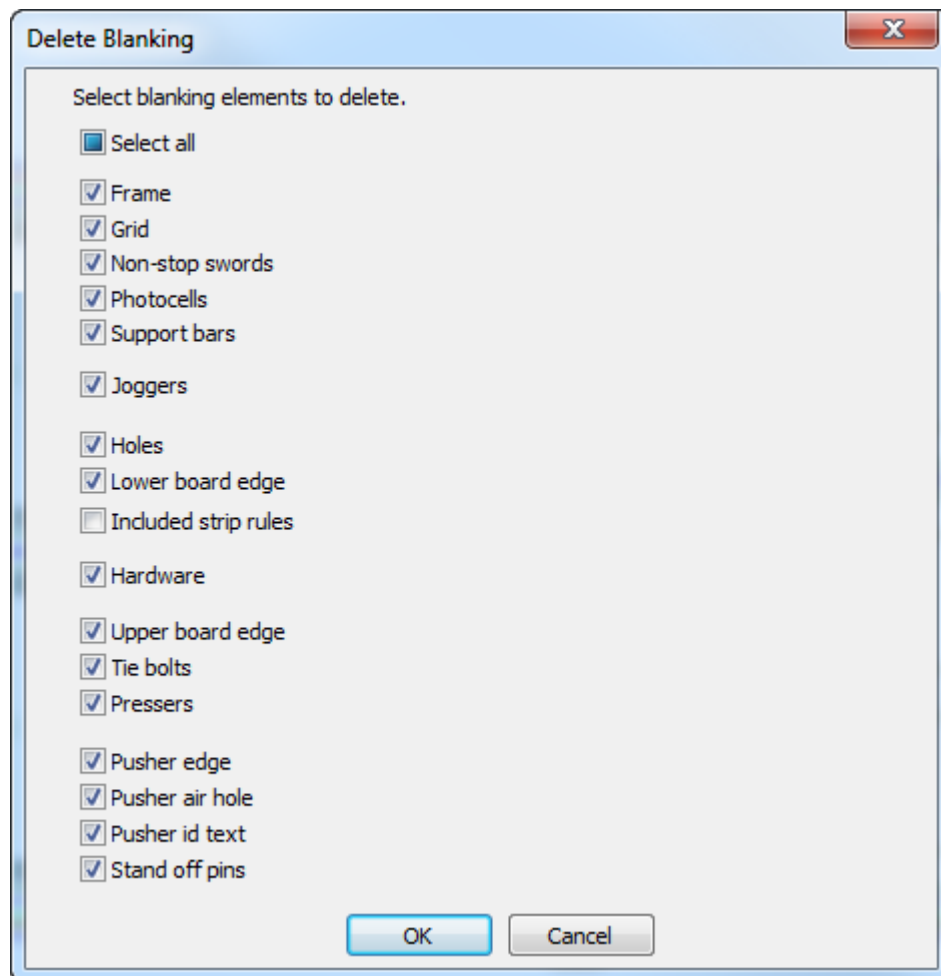 Delete Blanking
Select blanking elements to delete.
Select all
Frame
Grid
Non-stop swords
Photocells
Support bars
Joggers
Holes
Lower board edge
Included strip rules
Hardware
Upper board edge
Tie bolts
Pressers
Pusher edge
Pusher air hole
Pusher id text
Stand off pins
OK Cancel